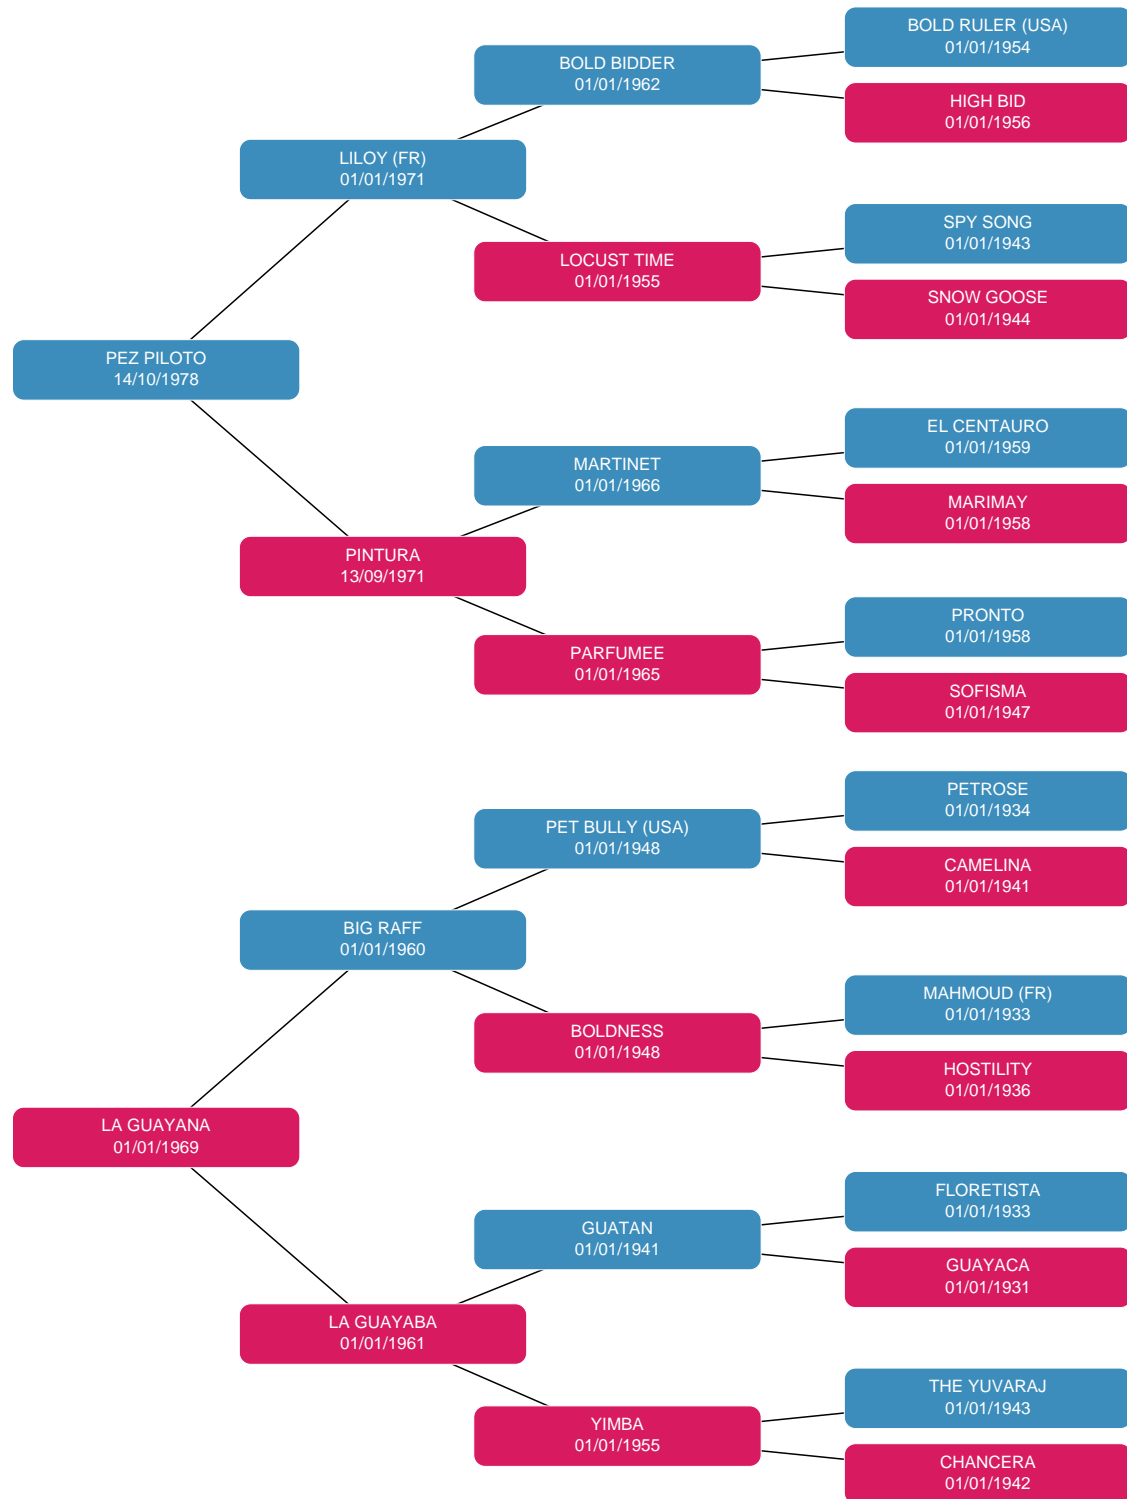 BOLD RULER (USA)
01/01/1954
BOLD BIDDER
01/01/1962
HIGH BID
01/01/1956
LILOY (FR)
01/01/1971
SPY SONG
01/01/1943
LOCUST TIME
01/01/1955
SNOW GOOSE
01/01/1944
PEZ PILOTO
14/10/1978
EL CENTAURO
01/01/1959
MARTINET
01/01/1966
MARIMAY
01/01/1958
PINTURA
13/09/1971
PRONTO
01/01/1958
PARFUMEE
01/01/1965
SOFISMA
01/01/1947
PETROSE
01/01/1934
PET BULLY (USA)
01/01/1948
CAMELINA
01/01/1941
BIG RAFF
01/01/1960
MAHMOUD (FR)
01/01/1933
BOLDNESS
01/01/1948
HOSTILITY
01/01/1936
LA GUAYANA
01/01/1969
FLORETISTA
01/01/1933
GUATAN
01/01/1941
GUAYACA
01/01/1931
LA GUAYABA
01/01/1961
THE YUVARAJ
01/01/1943
YIMBA
01/01/1955
CHANCERA
01/01/1942